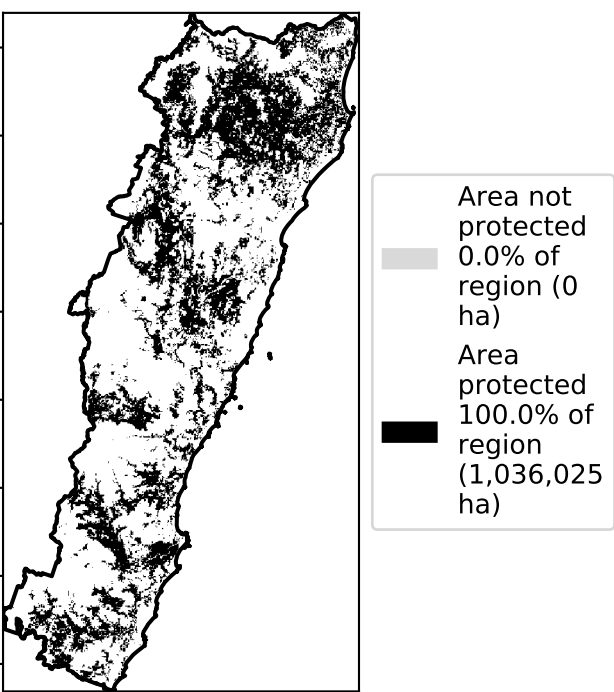 Area not
protected
0.0% of
region (0
ha)
Area
protected
100.0% of
region
(1,036,025
ha)